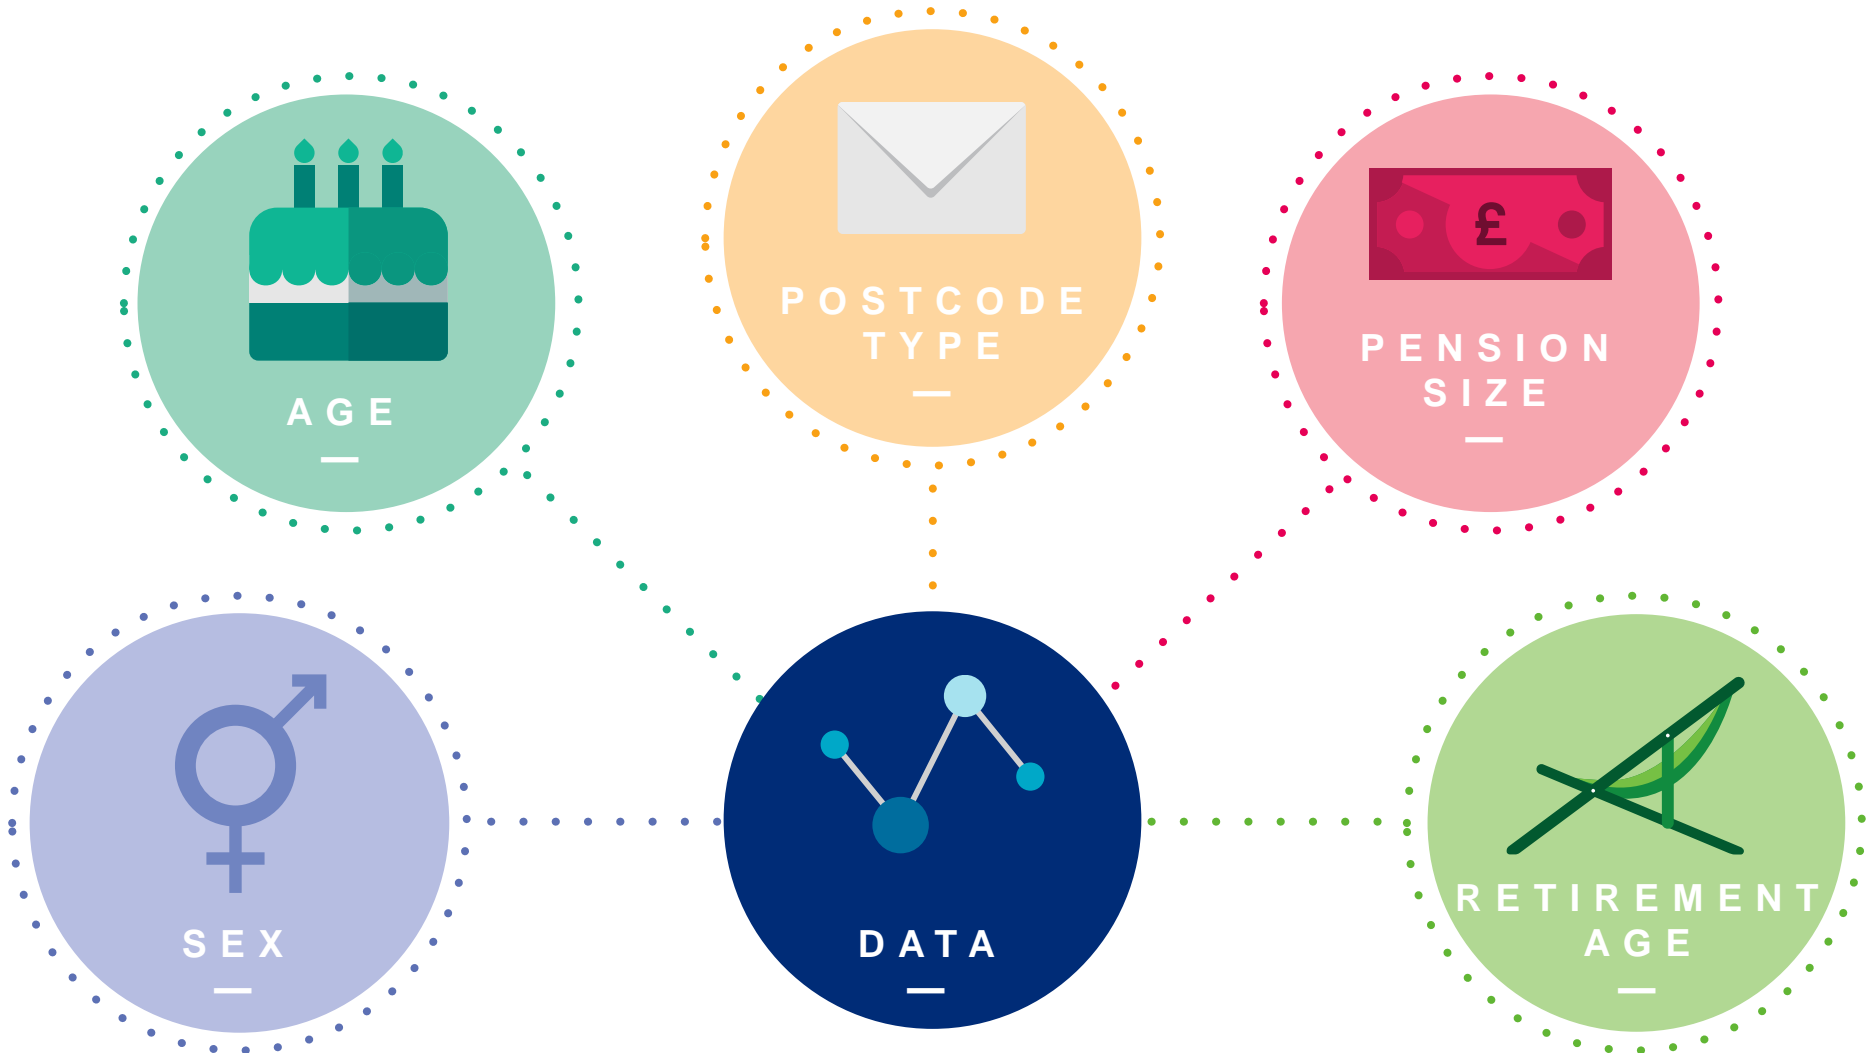 AGE
POSTCODE
TYPE
£
PENSION
SIZE
SEX
DATA
RETIREMENT
AGE